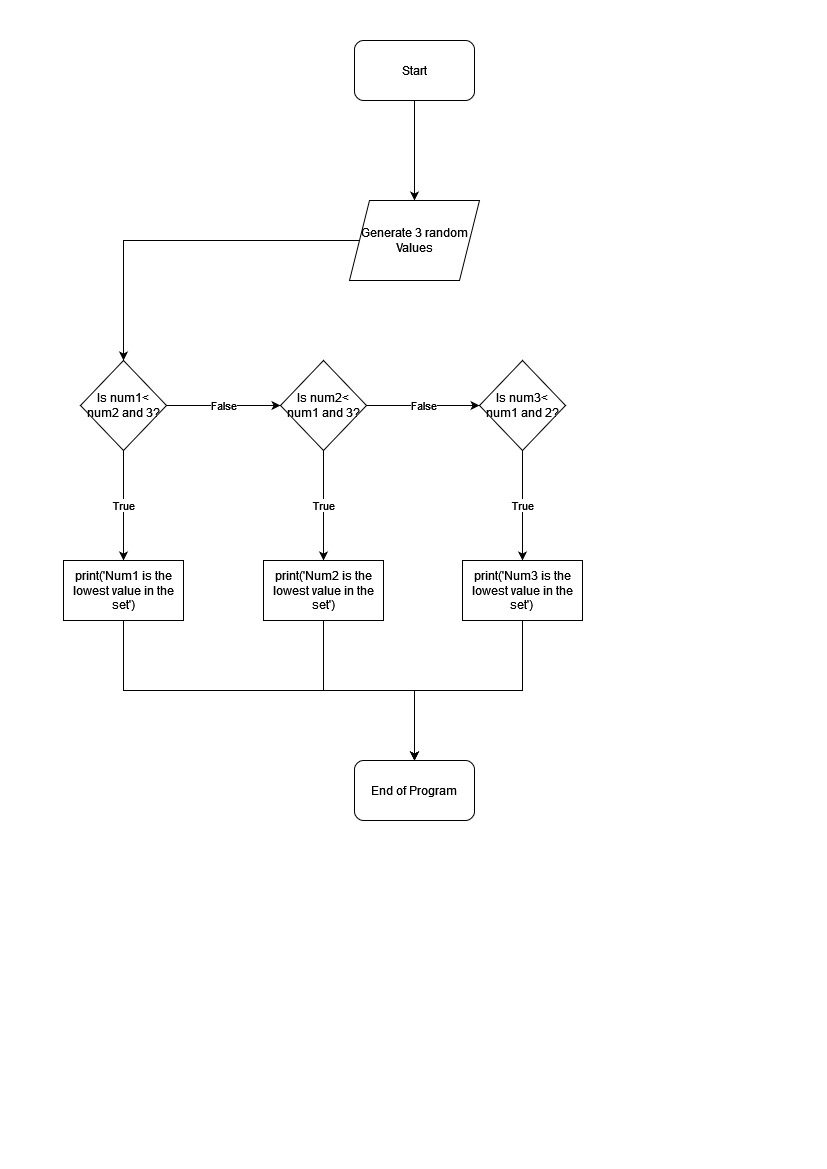 Start
Generate 3 random
Values
Is num1<
num2 and 3?
False
Is num2<
num1 and 3?
False
Is num3<
num1 and 2?
True
True
True
print('Num1 is the
lowest value in the
set')
print('Num2 is the
lowest value in the
set')
print('Num3 is the
lowest value in the
set')
End of Program